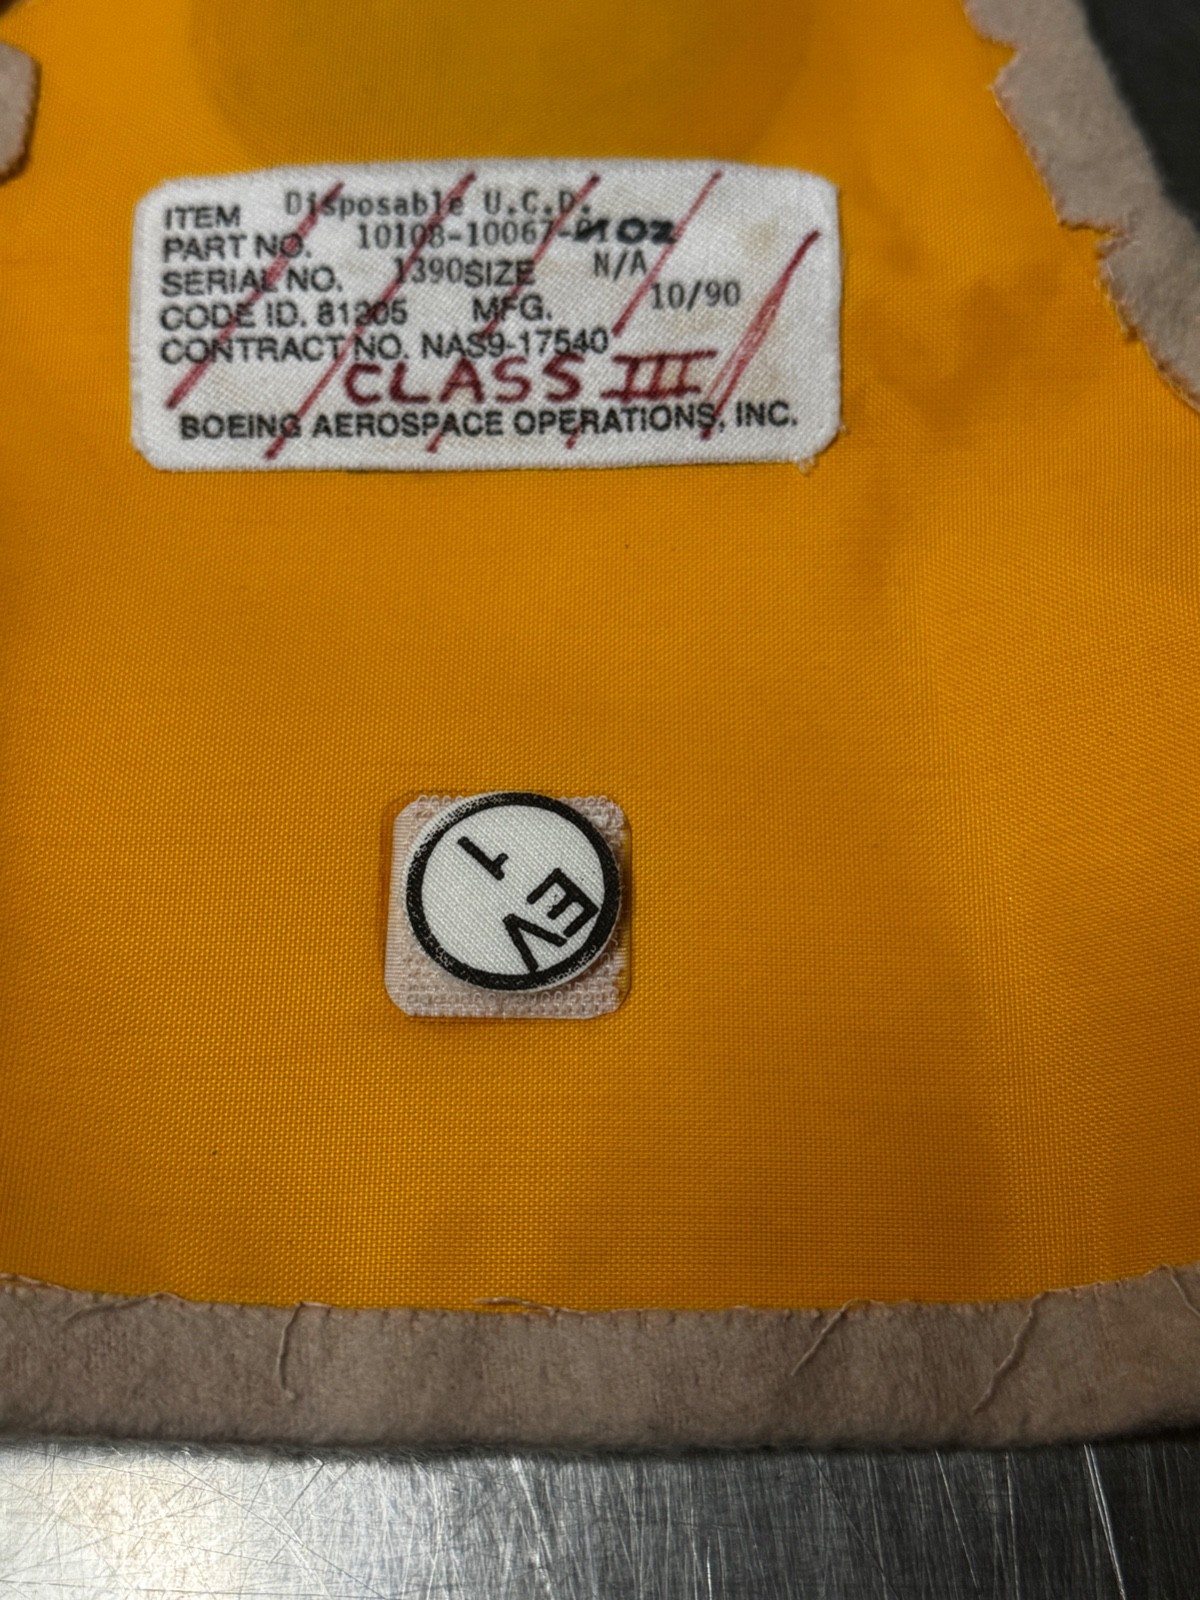 ITEM Disposable U.C.D.
PART NO. 10108-10067- 02
SERIAL NO. 1390 SIZE N/A
CODE ID. 81205 MFG. 10/90
CONTRACT NO. NAS9-17540
CLASS III
BOEING AEROSPACE OPERATIONS, INC.
EV
1